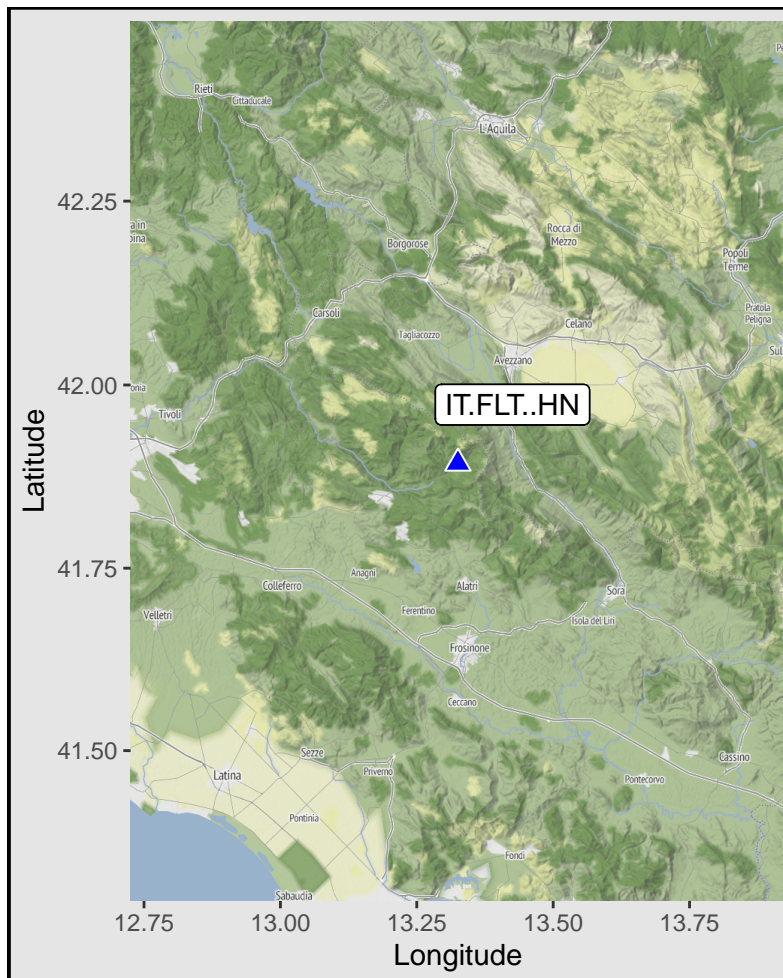 Rieti
Cittaducale
L'Aquila
42.25
Rocca di
Mezzo
Borgorose
Popoli
Terme
Carsoli
Pratola
Peligna
Celano
Tagliacozzo
Avezzano
42.00
IT.FLT..HN
Tivoli
Latitude
41.75
Anagni
Colleferro
Alatri
Sora
Velletri
Ferentino
Isola del Liri
Frosinone
Ceccano
41.50
Sezze
Priverno
Cassino
Latina
Pontecorvo
Pontinia
Fondi
Sabaudia
12.75 13.00 13.25 13.50 13.75
Longitude